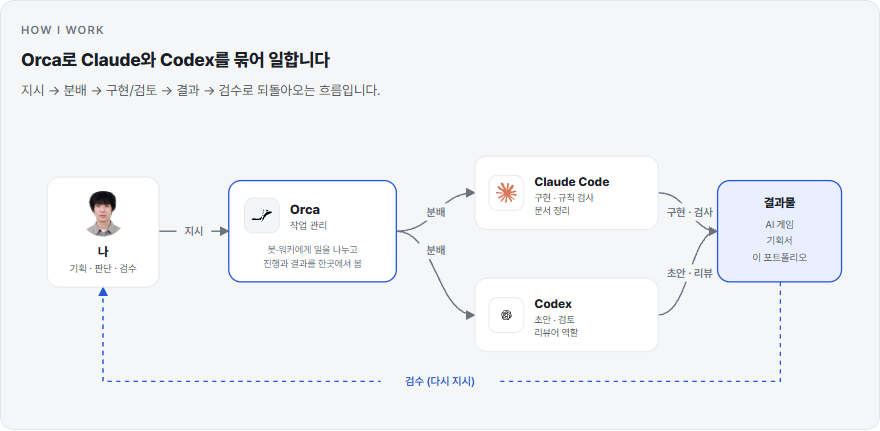 HOW I WORK
Orca로 Claude와 Codex를 묶어 일합니다
지시 → 분배 → 구현/검토 → 결과 → 검수로 되돌아오는 흐름입니다.
나
기획 · 판단 · 검수
지시
Orca
작업 관리
봇·워커에게 일을 나누고
진행과 결과를 한곳에서 봄
분배
분배
Claude Code
구현 · 규칙 검사
문서 정리
Codex
초안 · 검토
리뷰어 역할
구현 · 검사
초안 · 리뷰
결과물
AI 게임
기획서
이 포트폴리오
검수 (다시 지시)